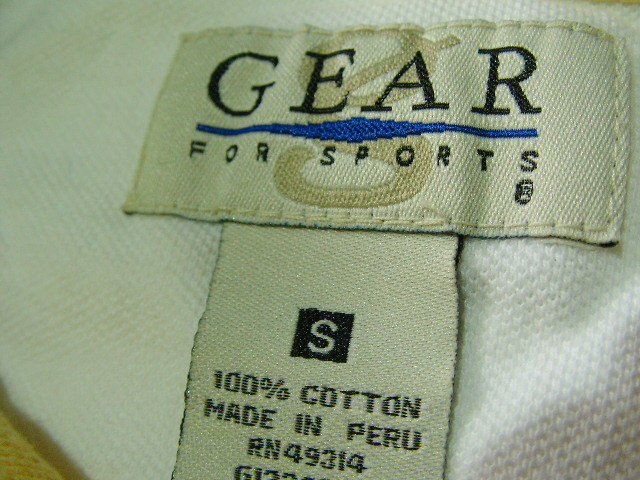 GEAR
FOR SPORTS
®
S
100% COTTON
MADE IN PERU
RN49314